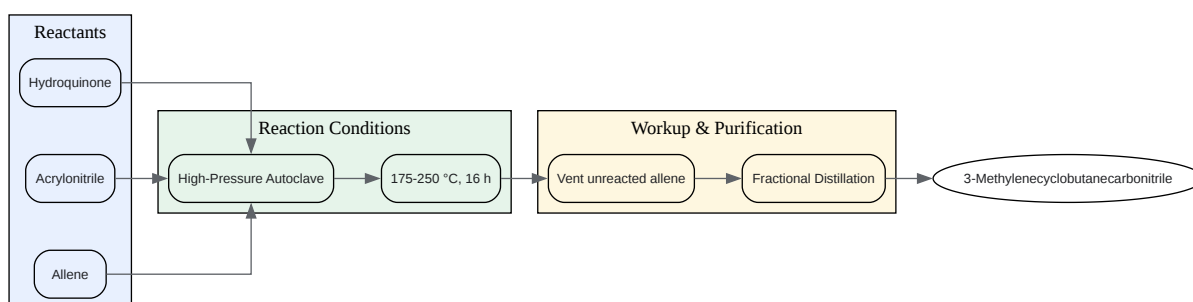 Reactants
Hydroquinone
Acrylonitrile
Allene
Reaction Conditions
High-Pressure Autoclave
175-250 °C, 16 h
Workup & Purification
Vent unreacted allene
Fractional Distillation
3-Methylenecyclobutanecarbonitrile